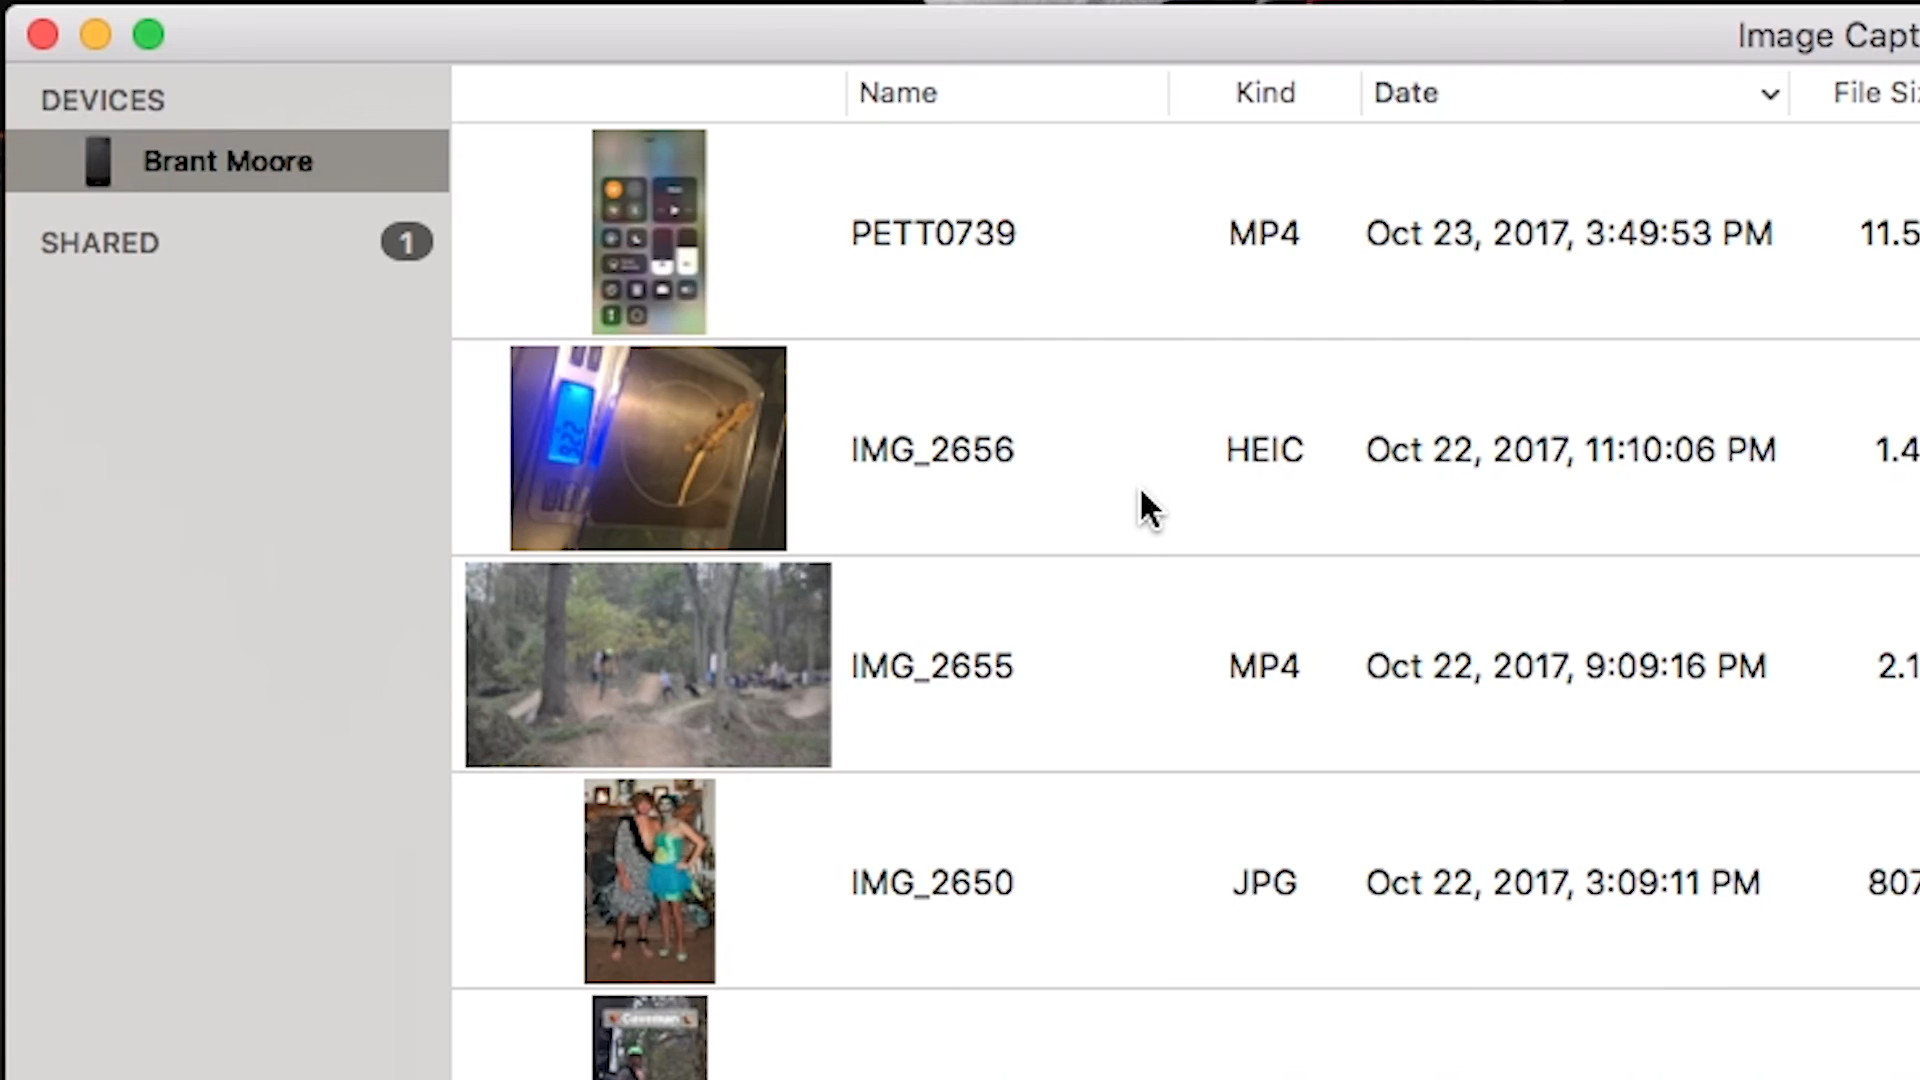 Image Capt
DEVICES
Brant Moore
SHARED 1
Name Kind Date File Siz
PETT0739 MP4 Oct 23, 2017, 3:49:53 PM 11.5
IMG_2656 HEIC Oct 22, 2017, 11:10:06 PM 1.4
IMG_2655 MP4 Oct 22, 2017, 9:09:16 PM 2.1
IMG_2650 JPG Oct 22, 2017, 3:09:11 PM 807
Caveman